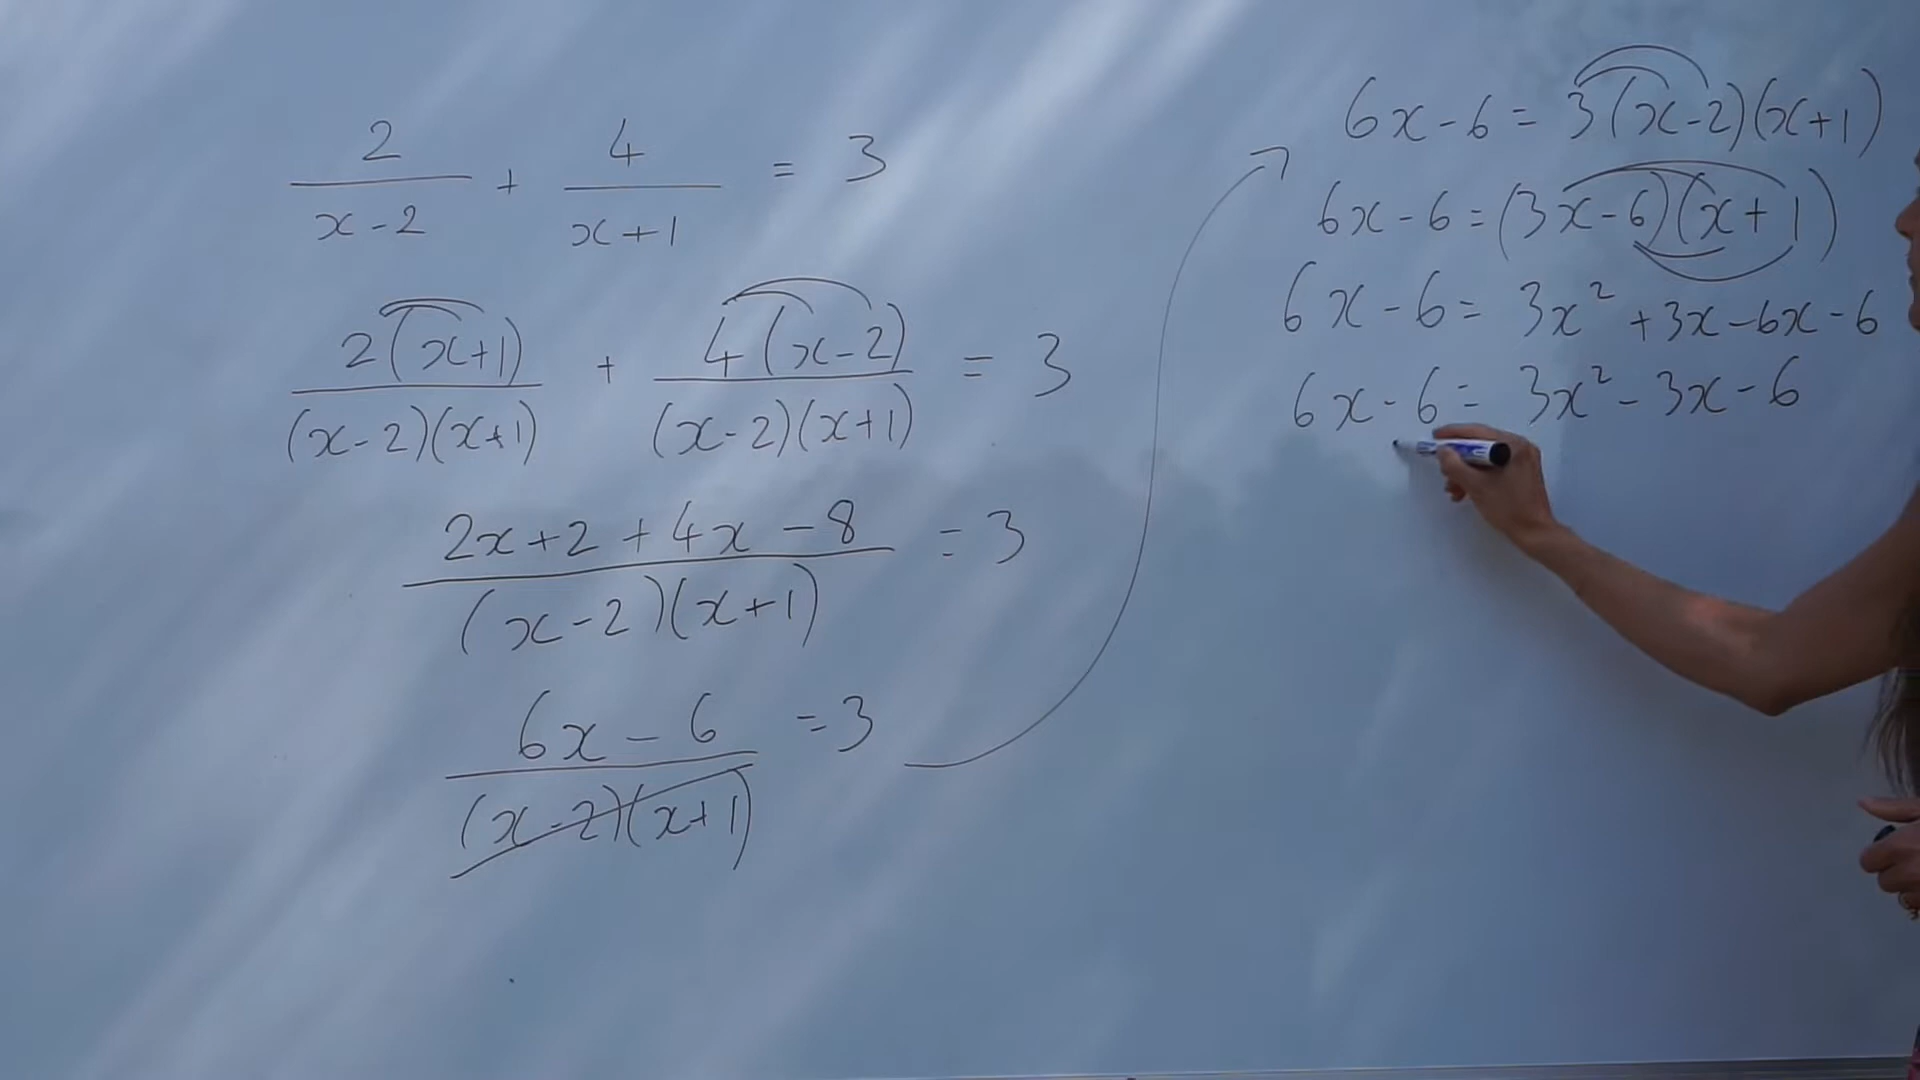 2/(x-2) + 4/(x+1) = 3
2(x+1)/((x-2)(x+1)) + 4(x-2)/((x-2)(x+1)) = 3
(2x+2+4x-8)/((x-2)(x+1)) = 3
(6x-6)/((x-2)(x+1)) = 3
6x-6 = 3(x-2)(x+1)
6x-6 = (3x-6)(x+1)
6x-6 = 3x² + 3x - 6x - 6
6x-6 = 3x² - 3x - 6